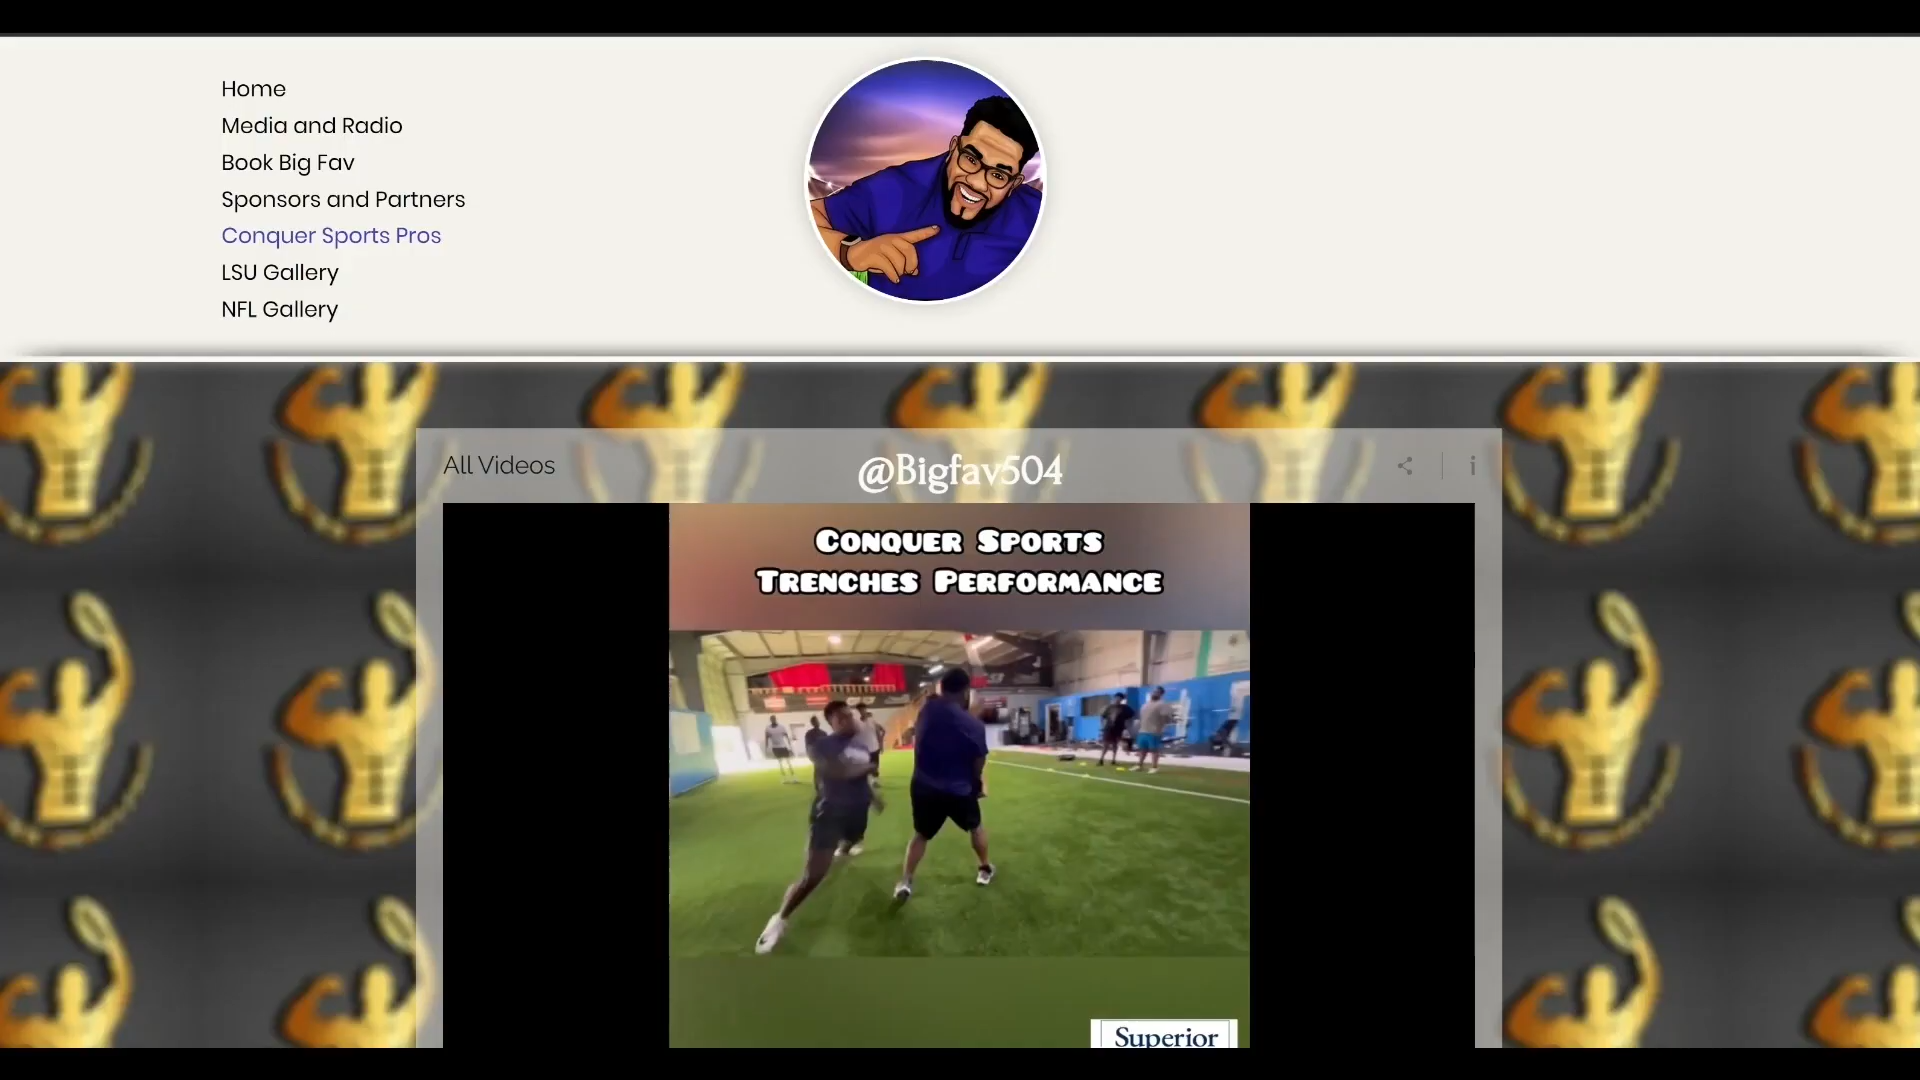 Home
Media and Radio
Book Big Fav
Sponsors and Partners
Conquer Sports Pros
LSU Gallery
NFL Gallery
All Videos
@Bigfav504
i
Conquer Sports
Trenches Performance
Superior